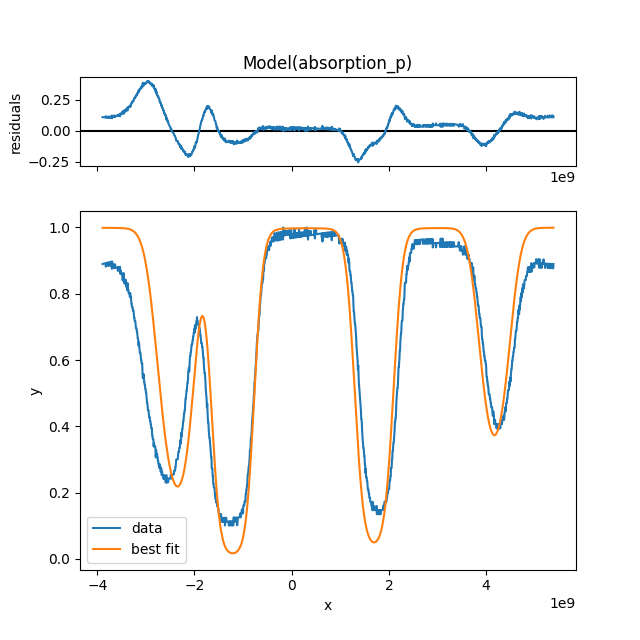 Model(absorption_p)
residuals
0.25
0.00
−0.25
1e9
y
1.0
0.8
0.6
0.4
0.2
0.0
data
best fit
−4
−2
0
2
4
x
1e9